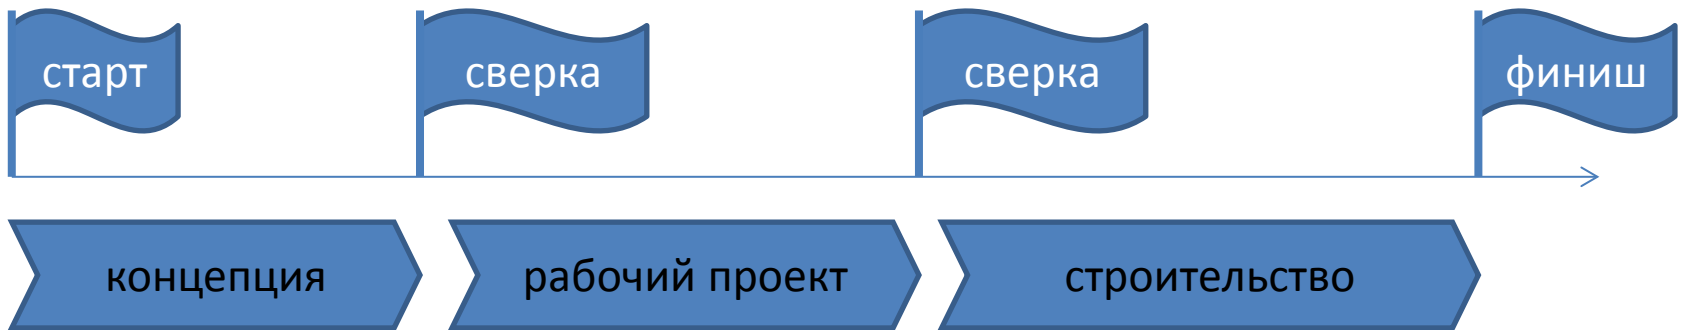 старт
сверка
сверка
финиш
концепция
рабочий проект
строительство